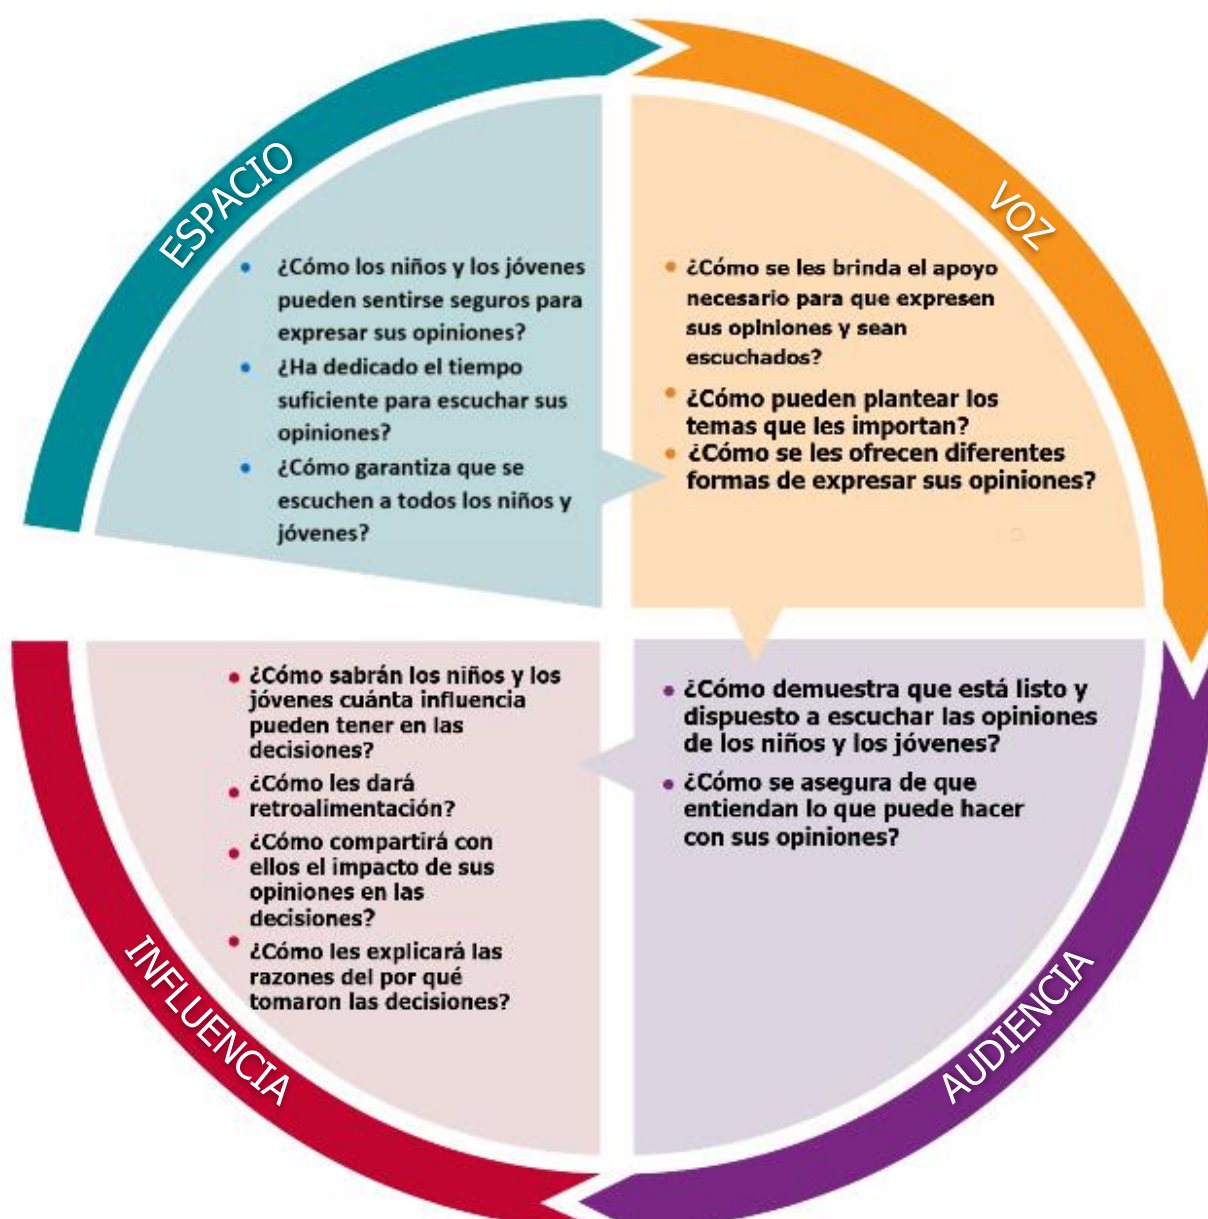 ESPACIO
• ¿Cómo los niños y los jóvenes
pueden sentirse seguros para
expresar sus opiniones?
• ¿Ha dedicado el tiempo
suficiente para escuchar sus
opiniones?
• ¿Cómo garantiza que se
escuchen a todos los niños y
jóvenes?
VOZ
• ¿Cómo se les brinda el apoyo
necesario para que expresen
sus opiniones y sean
escuchados?
• ¿Cómo pueden plantear los
temas que les importan?
• ¿Cómo se les ofrecen diferentes
formas de expresar sus opiniones?
AUDIENCIA
• ¿Cómo demuestra que está listo y
dispuesto a escuchar las opiniones
de los niños y los jóvenes?
• ¿Cómo se asegura de que
entiendan lo que puede hacer
con sus opiniones?
INFLUENCIA
• ¿Cómo sabrán los niños y los
jóvenes cuánta influencia
pueden tener en las
decisiones?
• ¿Cómo les dará
retroalimentación?
• ¿Cómo compartirá con
ellos el impacto de sus
opiniones en las
decisiones?
• ¿Cómo les explicará las
razones del por qué
tomaron las decisiones?